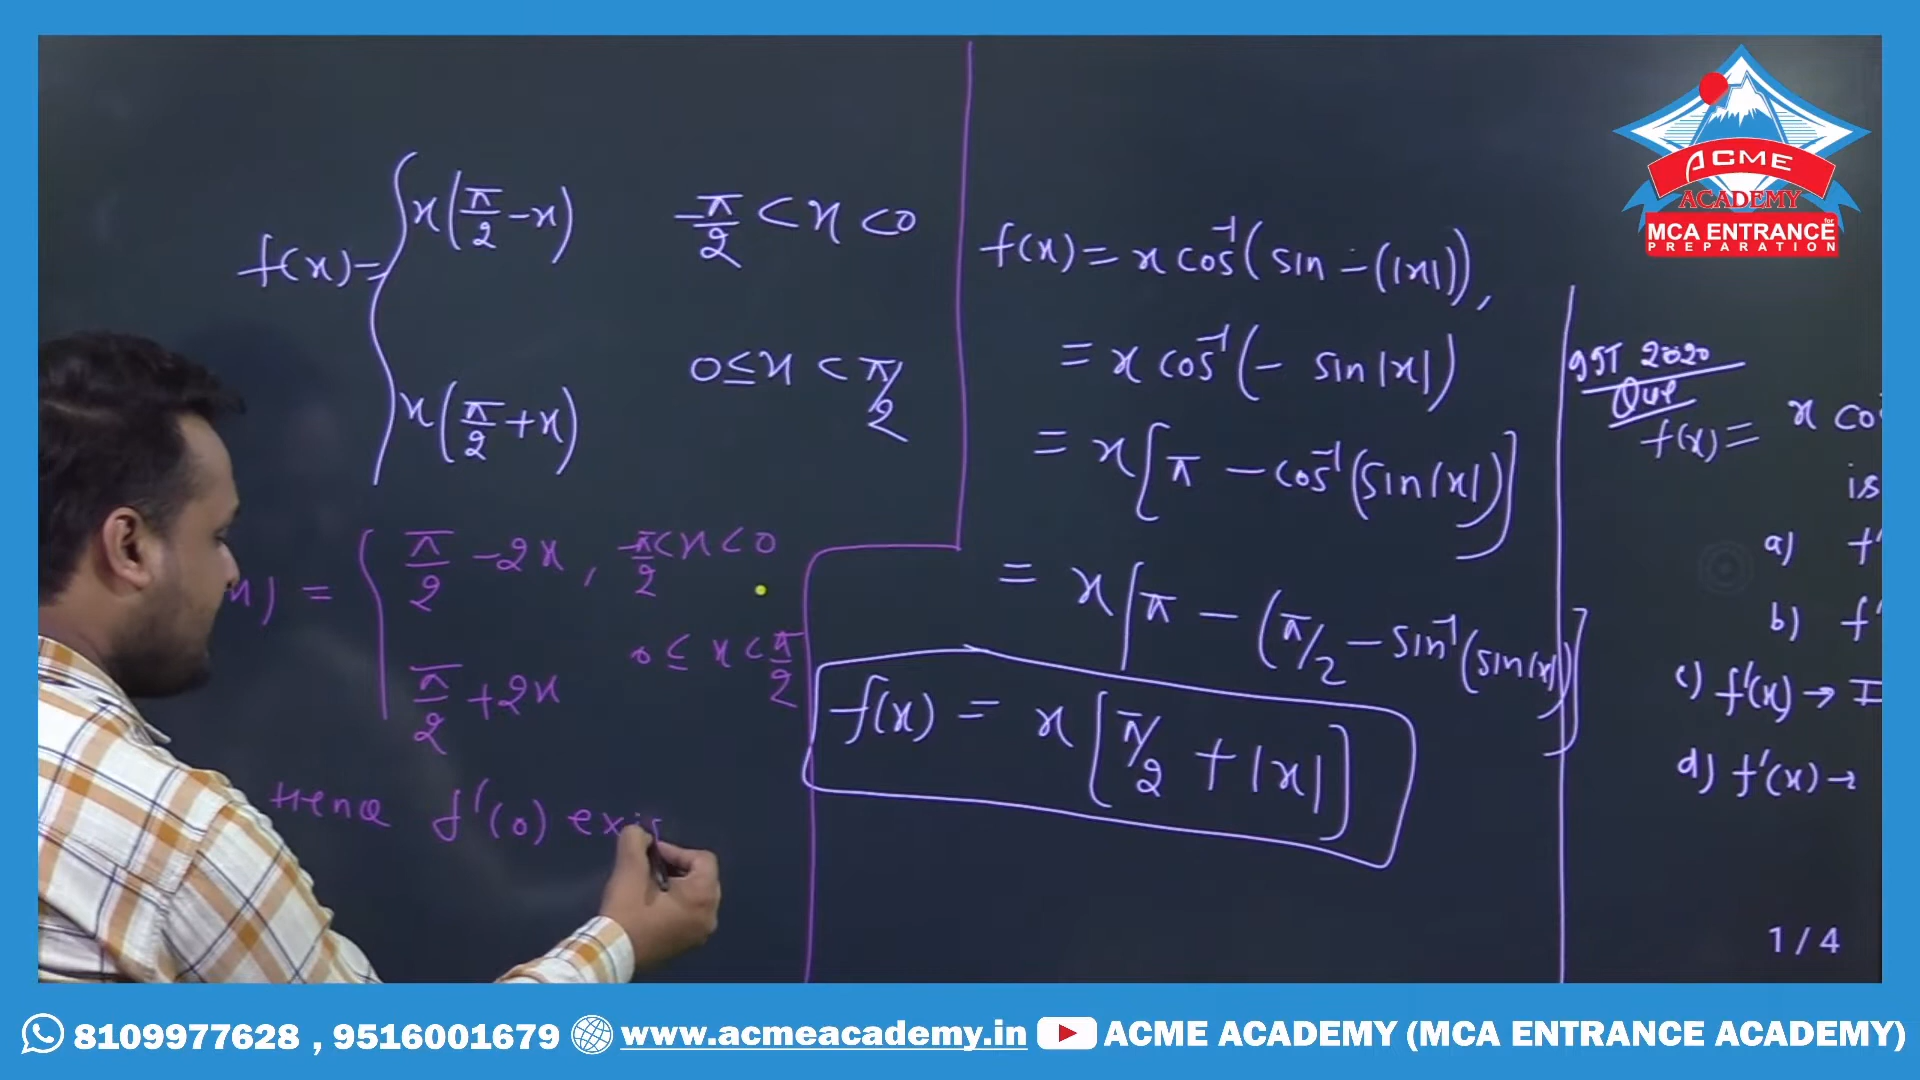 f(x) = { x(π/2 - x)   -π/2 < x < 0
x(π/2 + x)   0 ≤ x < π/2
x) = { π/2 - 2x , -π/2 < x < 0
π/2 + 2x   0 ≤ x < π/2
Hence f'(0) exis
f(x) = x cos⁻¹(sin -(|x|)),
= x cos⁻¹(- sin|x|)
= x[π - cos⁻¹(sin|x|)]
= x[π - (π/2 - sin⁻¹(sin|x|)]
f(x) = x[π/2 + |x|]
2020
Que
f(x) = x co
is
a) f'
b) f'
c) f'(x) → I
d) f'(x) →
1 / 4
ACME
ACADEMY
for
MCA ENTRANCE
PREPARATION
8109977628 , 9516001679 www.acmeacademy.in ACME ACADEMY (MCA ENTRANCE ACADEMY)